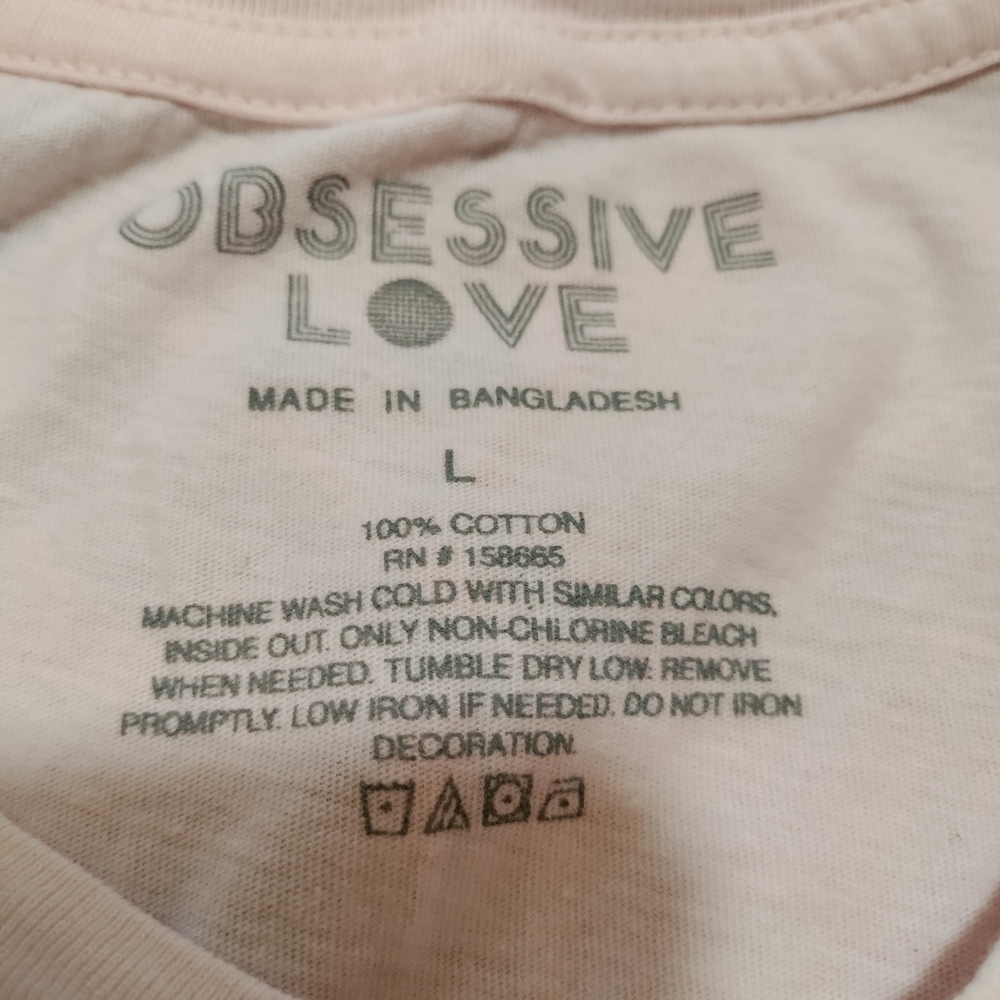 OBSESSIVE
LOVE
MADE IN BANGLADESH
L
100% COTTON
RN # 158665
MACHINE WASH COLD WITH SIMILAR COLORS,
INSIDE OUT. ONLY NON-CHLORINE BLEACH
WHEN NEEDED. TUMBLE DRY LOW. REMOVE
PROMPTLY. LOW IRON IF NEEDED. DO NOT IRON
DECORATION.